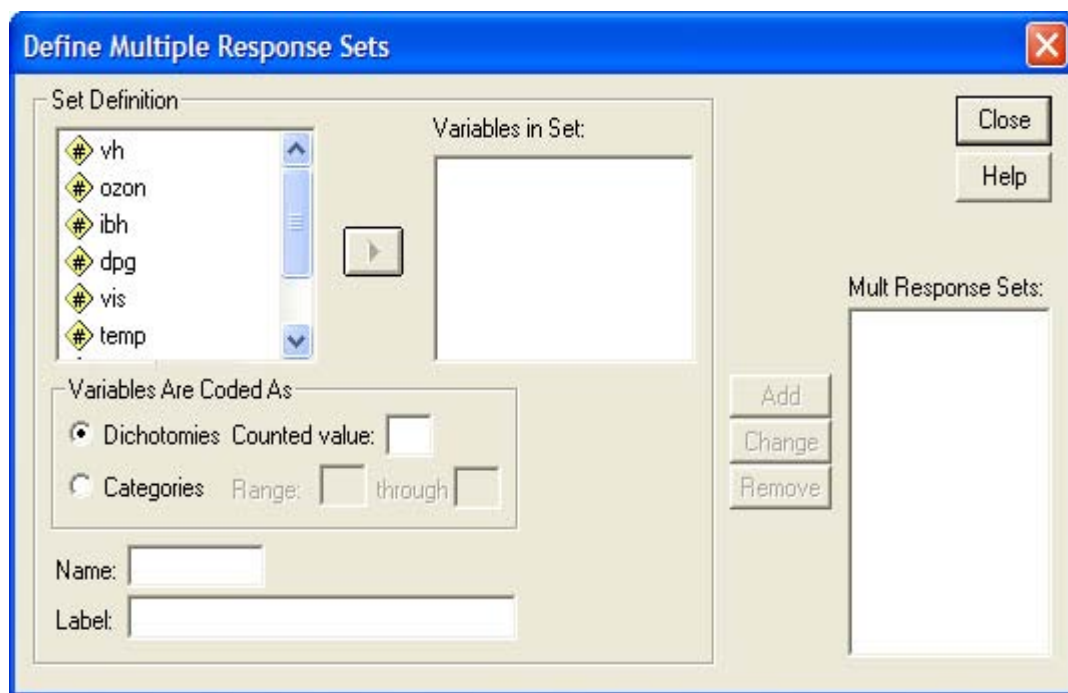 Define Multiple Response Sets
Set Definition
# vh
# ozon
# ibh
# dpg
# vis
# temp
Variables in Set:
Close
Help
Mult Response Sets:
Variables Are Coded As
Dichotomies Counted value:
Categories Range: through
Add
Change
Remove
Name:
Label: